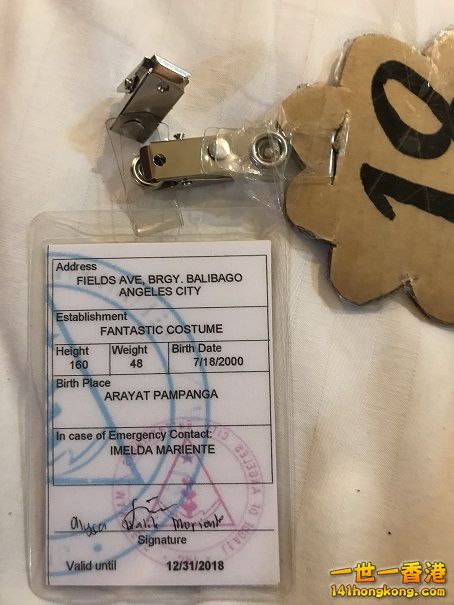 18
Address
FIELDS AVE, BRGY. BALIBAGO
ANGELES CITY
Establishment
FANTASTIC COSTUME
Height Weight Birth Date
160 48 7/18/2000
Birth Place
ARAYAT PAMPANGA
In case of Emergency Contact:
IMELDA MARIENTE
Mariente
Signature
Valid until 12/31/2018
一世一香港
141hongkong.com